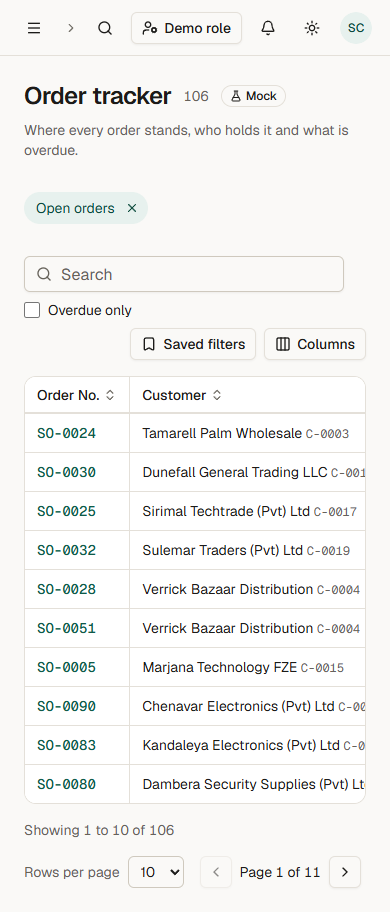 Demo role
SC
Order tracker 106 Mock
Where every order stands, who holds it and what is
overdue.
Open orders
Search
Overdue only
Saved filters Columns
Order No. Customer
SO-0024 Tamarell Palm Wholesale C-0003
SO-0030 Dunefall General Trading LLC C-001
SO-0025 Sirimal Techtrade (Pvt) Ltd C-0017
SO-0032 Sulemar Traders (Pvt) Ltd C-0019
SO-0028 Verrick Bazaar Distribution C-0004
SO-0051 Verrick Bazaar Distribution C-0004
SO-0005 Marjana Technology FZE C-0015
SO-0090 Chenavar Electronics (Pvt) Ltd C-00
SO-0083 Kandaleya Electronics (Pvt) Ltd C-0
SO-0080 Dambera Security Supplies (Pvt) Lt
Showing 1 to 10 of 106
Rows per page 10 Page 1 of 11